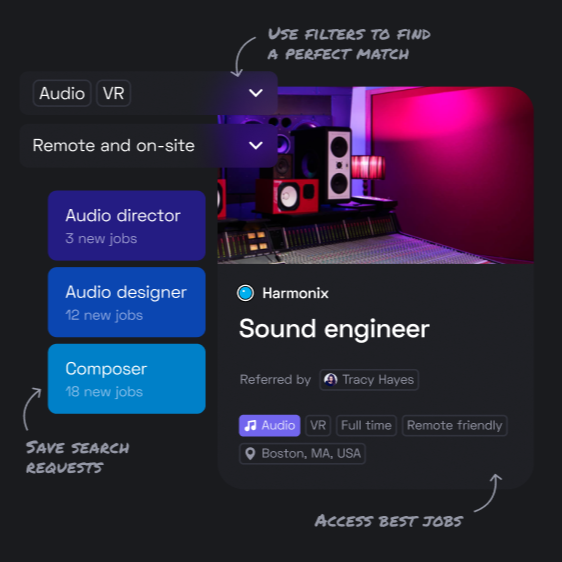 USE FILTERS TO FIND
A PERFECT MATCH
Audio VR
Remote and on-site
Audio director
3 new jobs
Audio designer
12 new jobs
Composer
18 new jobs
SAVE SEARCH
REQUESTS
Harmonix
Sound engineer
Referred by Tracy Hayes
Audio VR Full time Remote friendly
Boston, MA, USA
ACCESS BEST JOBS